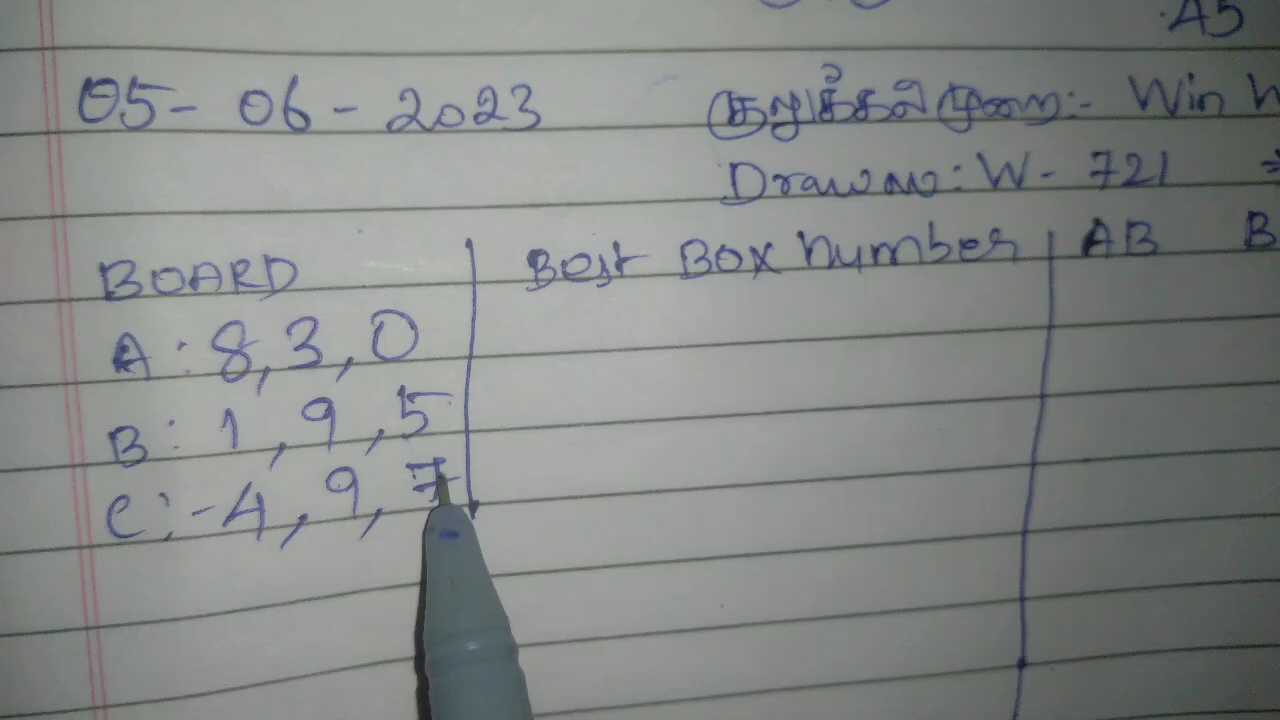 A5
05-06-2023 குலுக்கல் முறை:- Win W
Draw no: W-721
BOARD Best Box number AB B
A: 8,3,0
B: 1,9,5
C:-4,9,7